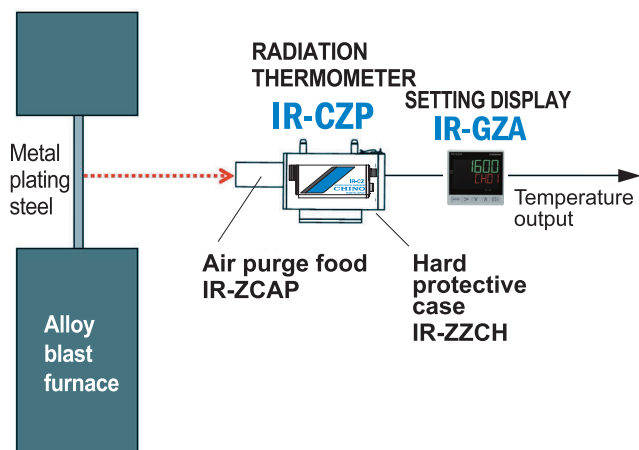 RADIATION
THERMOMETER
IR-CZP
SETTING DISPLAY
IR-GZA
Metal
plating
steel
IR-CZ
CHINO
1600
CH01
Temperature
output
Air purge food
IR-ZCAP
Hard
protective
case
IR-ZZCH
Alloy
blast
furnace